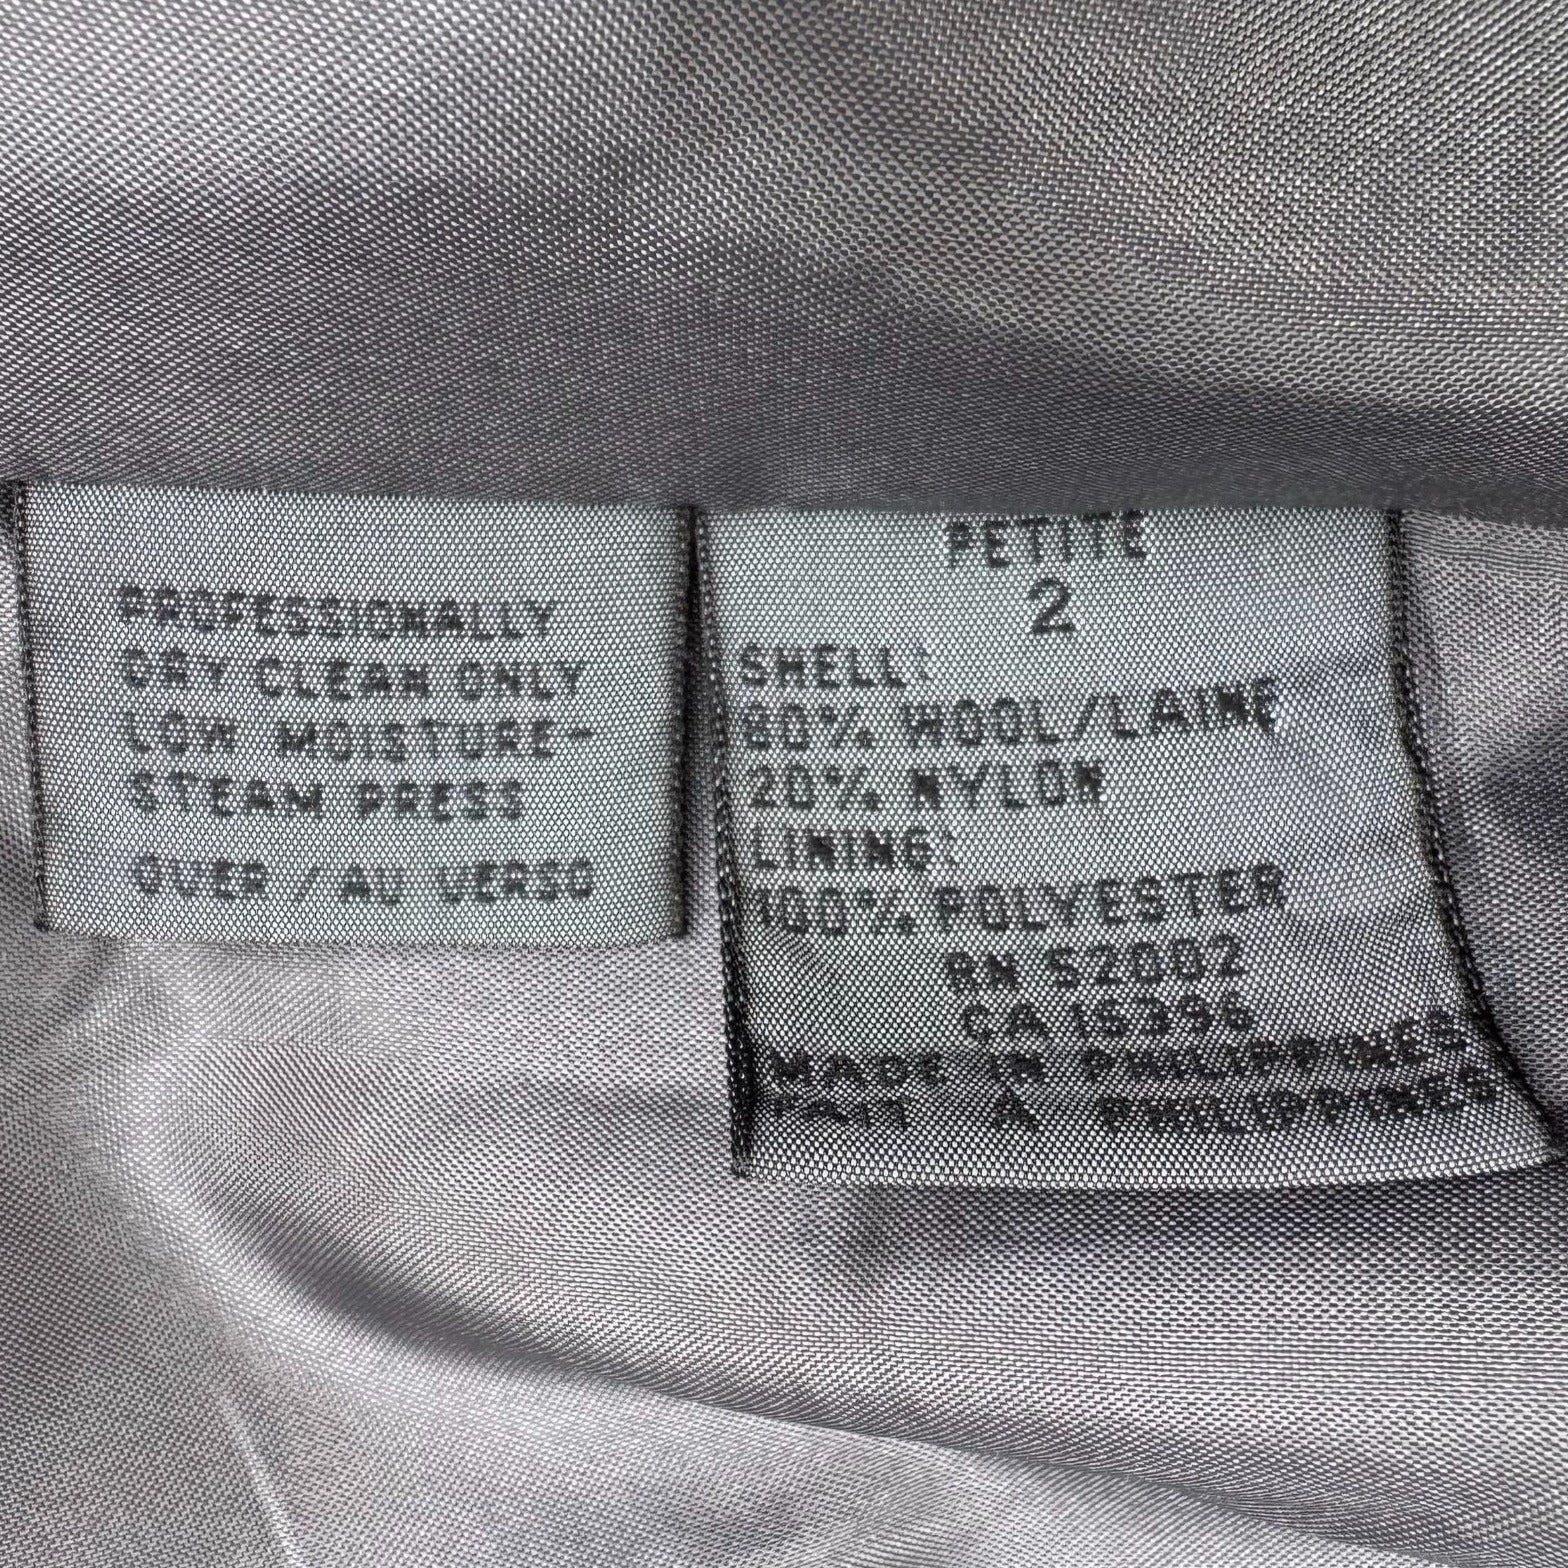 PROFESSIONALLY
DRY CLEAN ONLY
LOW MOISTURE-
STEAM PRESS
OVER / AU VERSO
PETITE
2
SHELL:
80% WOOL/LAINE
20% NYLON
LINING:
100% POLYESTER
RN 52002
CA 15396
MADE IN PHILIPPINES
FAIT A PHILIPPINES